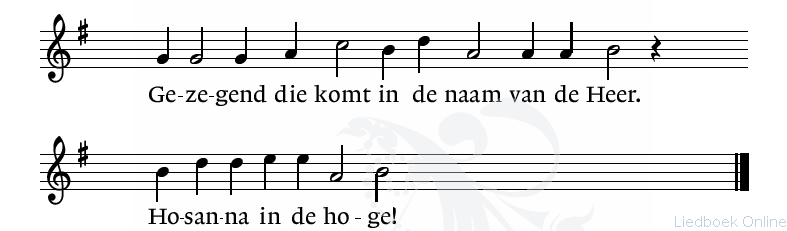 Ge-ze-gend die komt in de naam van de Heer.
Ho-san-na in de ho-ge!
Liedboek Online